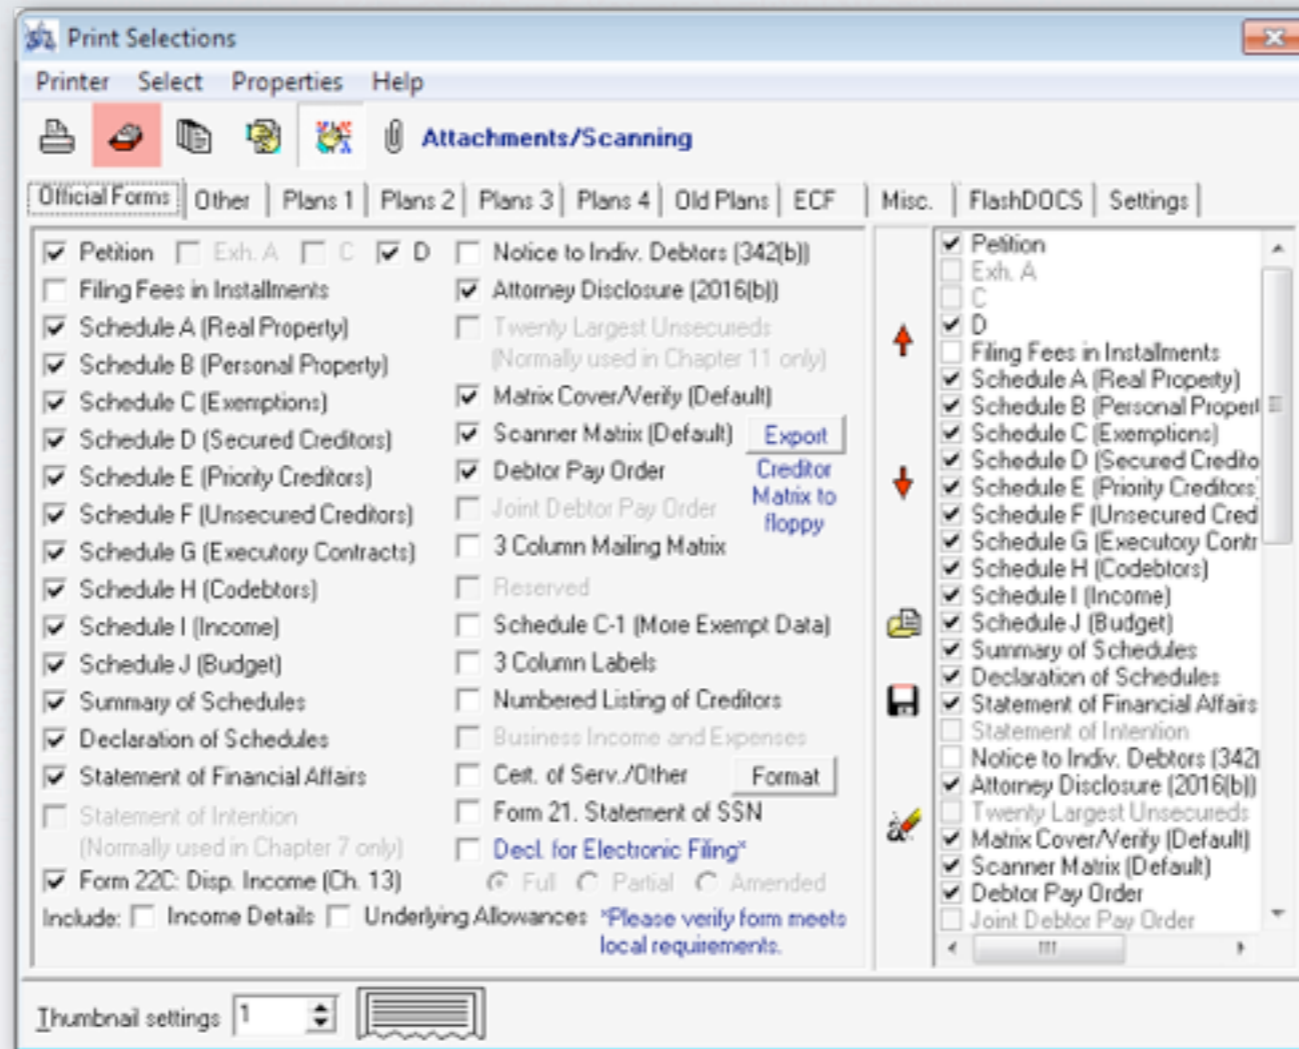 Print Selections
Printer Select Properties Help
Attachments/Scanning
Official Forms Other Plans 1 Plans 2 Plans 3 Plans 4 Old Plans ECF Misc. FlashDOCS Settings
Petition Exh. A C D
Filing Fees in Installments
Schedule A (Real Property)
Schedule B (Personal Property)
Schedule C (Exemptions)
Schedule D (Secured Creditors)
Schedule E (Priority Creditors)
Schedule F (Unsecured Creditors)
Schedule G (Executory Contracts)
Schedule H (Codebtors)
Schedule I (Income)
Schedule J (Budget)
Summary of Schedules
Declaration of Schedules
Statement of Financial Affairs
Statement of Intention
(Normally used in Chapter 7 only)
Form 22C: Disp. Income (Ch. 13)
Include: Income Details Underlying Allowances
Notice to Indiv. Debtors (342(b))
Attorney Disclosure (2016(b))
Twenty Largest Unsecureds
(Normally used in Chapter 11 only)
Matrix Cover/Verify (Default)
Scanner Matrix (Default) Export
Debtor Pay Order
Creditor
Matrix to
floppy
Joint Debtor Pay Order
3 Column Mailing Matrix
Reserved
Schedule C-1 (More Exempt Data)
3 Column Labels
Numbered Listing of Creditors
Business Income and Expenses
Cert. of Serv./Other Format
Form 21. Statement of SSN
Decl. for Electronic Filing*
Full Partial Amended
*Please verify form meets
local requirements.
Petition
Exh. A
C
D
Filing Fees in Installments
Schedule A (Real Property)
Schedule B (Personal Propert
Schedule C (Exemptions)
Schedule D (Secured Credito
Schedule E (Priority Creditors)
Schedule F (Unsecured Cred
Schedule G (Executory Contr
Schedule H (Codebtors)
Schedule I (Income)
Schedule J (Budget)
Summary of Schedules
Declaration of Schedules
Statement of Financial Affairs
Statement of Intention
Notice to Indiv. Debtors (342(
Attorney Disclosure (2016(b))
Twenty Largest Unsecureds
Matrix Cover/Verify (Default)
Scanner Matrix (Default)
Debtor Pay Order
Joint Debtor Pay Order
Thumbnail settings 1